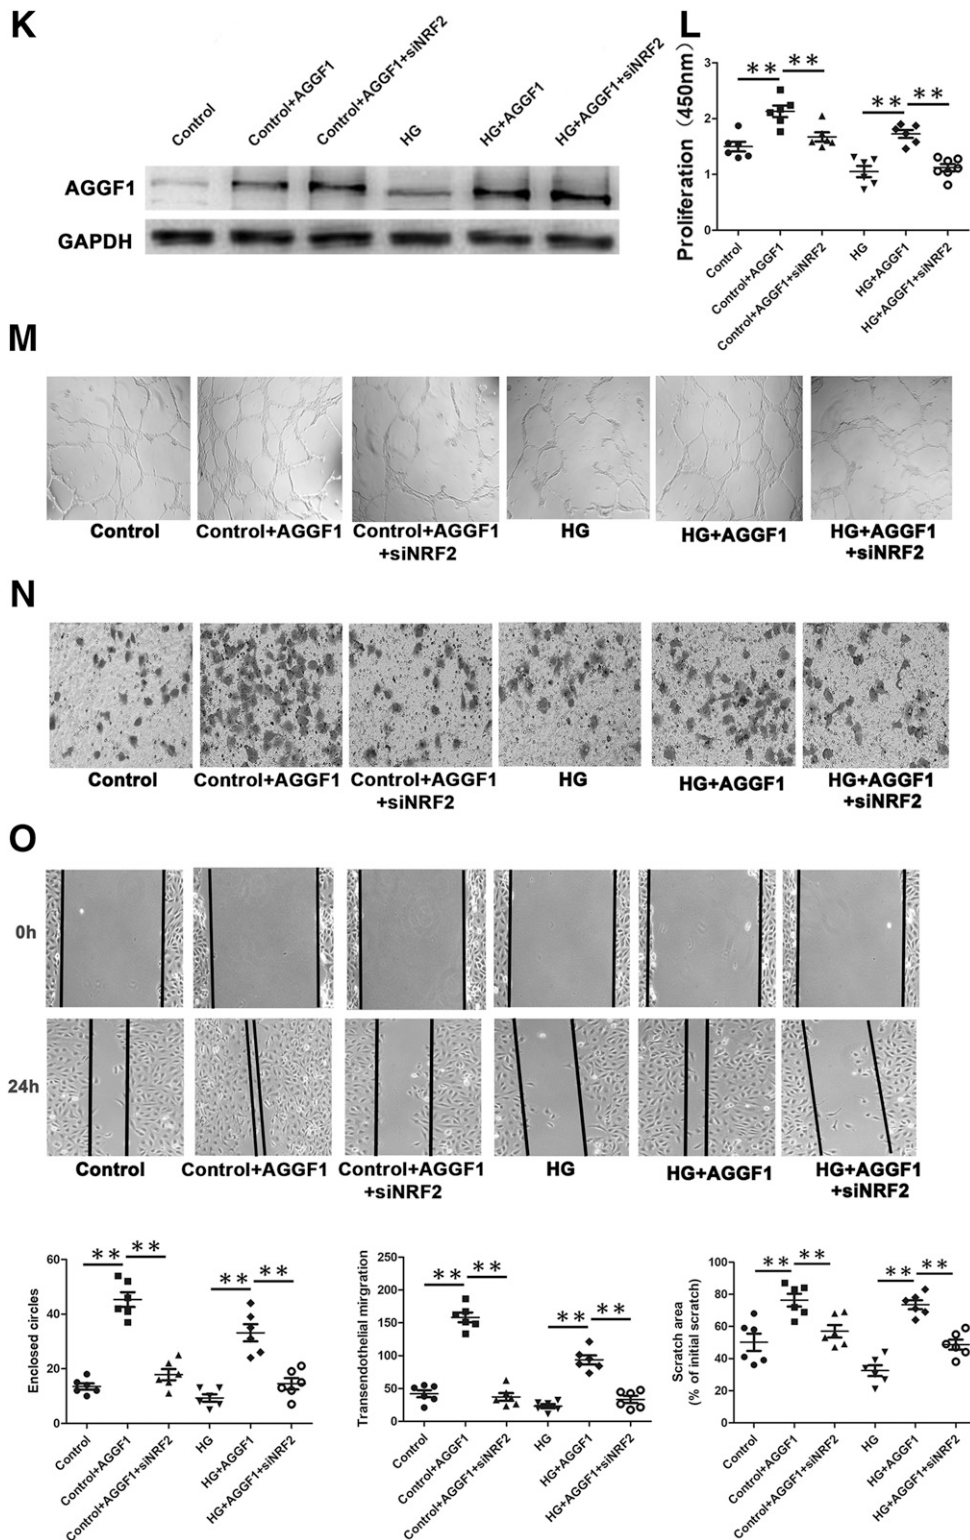 K
Control
Control+AGGF1
Control+AGGF1+siNRF2
HG
HG+AGGF1
HG+AGGF1+siNRF2
AGGF1
GAPDH
L
Proliferation (450nm)
3
2
1
0
** **
** **
Control
Control+AGGF1
Control+AGGF1+siNRF2
HG
HG+AGGF1
HG+AGGF1+siNRF2
M
Control
Control+AGGF1
Control+AGGF1
+siNRF2
HG
HG+AGGF1
HG+AGGF1
+siNRF2
N
Control
Control+AGGF1
Control+AGGF1
+siNRF2
HG
HG+AGGF1
HG+AGGF1
+siNRF2
O
0h
24h
Control
Control+AGGF1
Control+AGGF1
+siNRF2
HG
HG+AGGF1
HG+AGGF1
+siNRF2
Enclosed circles
60
40
20
0
** **
** **
Control
Control+AGGF1
Control+AGGF1+siNRF2
HG
HG+AGGF1
HG+AGGF1+siNRF2
Transendothelial mirgration
250
200
150
100
50
0
** **
** **
Control
Control+AGGF1
Control+AGGF1+siNRF2
HG
HG+AGGF1
HG+AGGF1+siNRF2
Scratch area
(% of initial scratch)
100
80
60
40
20
0
** **
** **
Control
Control+AGGF1
Control+AGGF1+siNRF2
HG
HG+AGGF1
HG+AGGF1+siNRF2